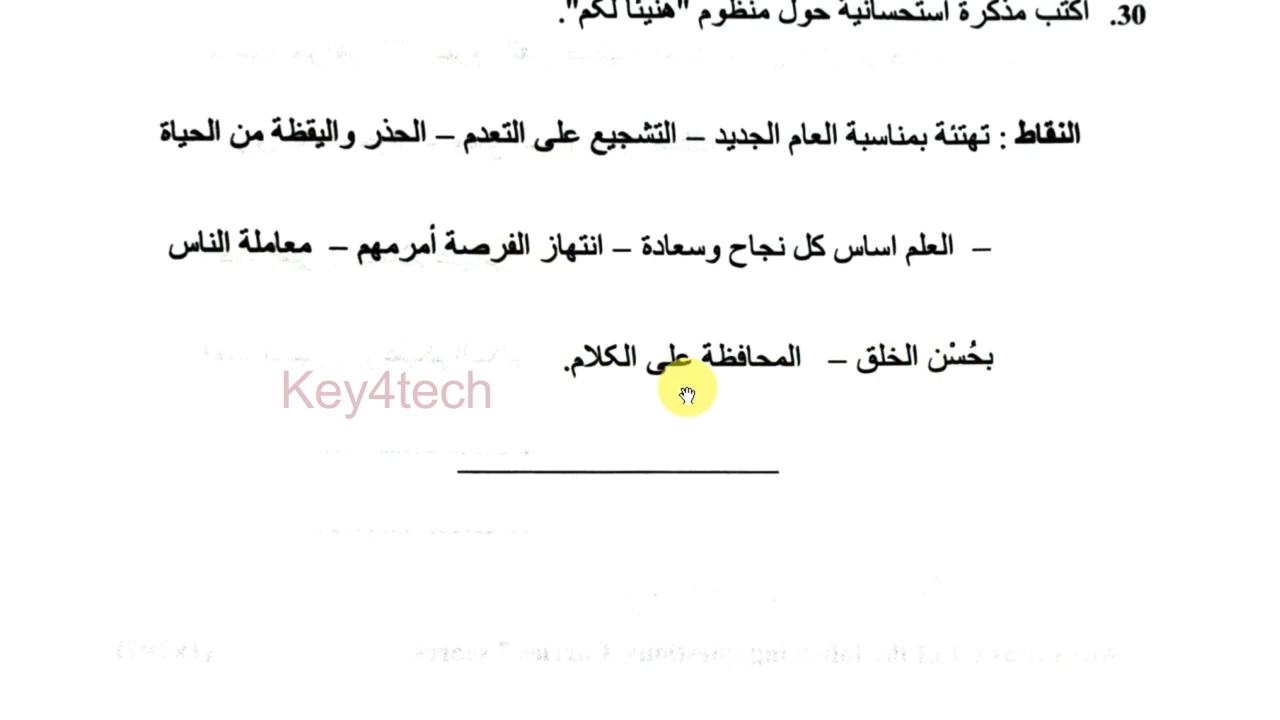 30. اكتب مذكرة استحسانية حول منظوم "هنيئا لكم".
النقاط : تهنئة بمناسبة العام الجديد – التشجيع على التعدم – الحذر واليقظة من الحياة
– العلم اساس كل نجاح وسعادة – انتهاز الفرصة أمرمهم – معاملة الناس
بحُسْن الخلق – المحافظة على الكلام.
Key4tech